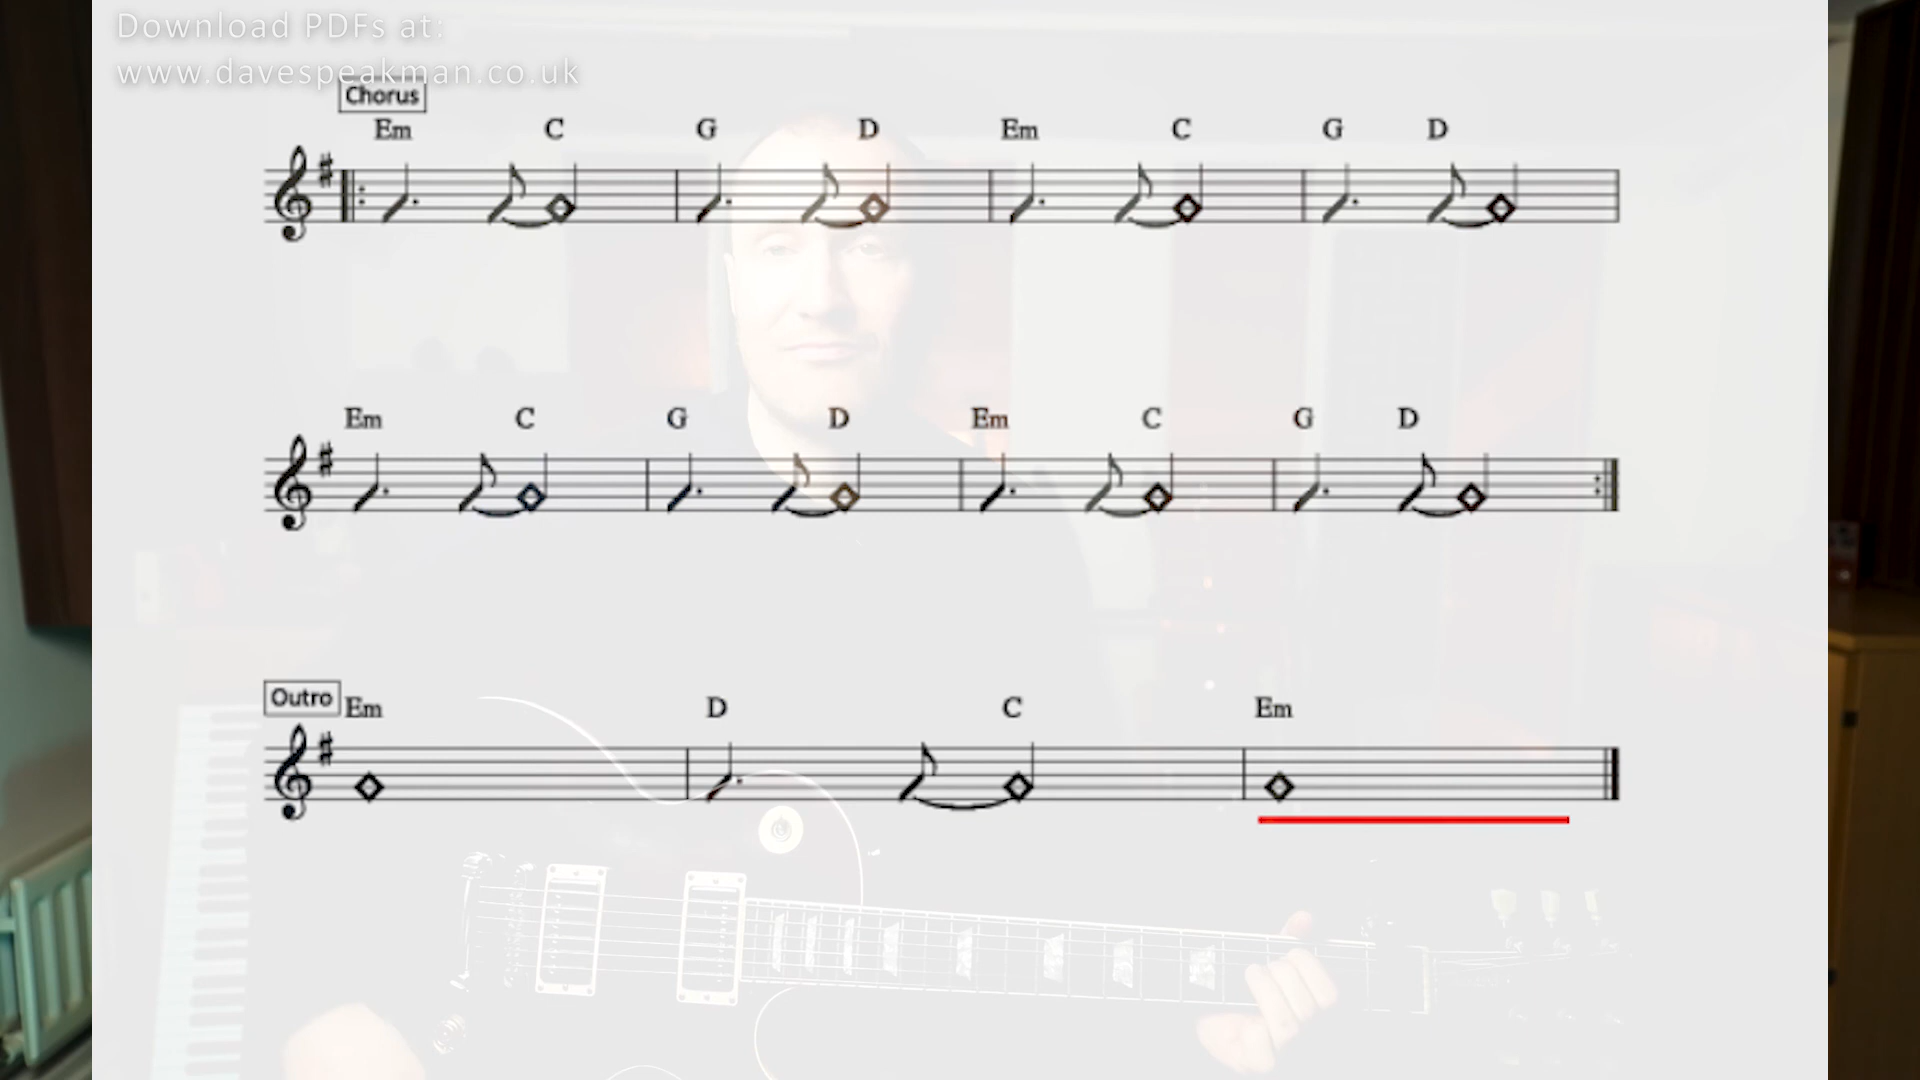 Download PDFs at:
www.davespeakman.co.uk
Chorus
Em C G D Em C G D
Em C G D Em C G D
Outro
Em D C Em